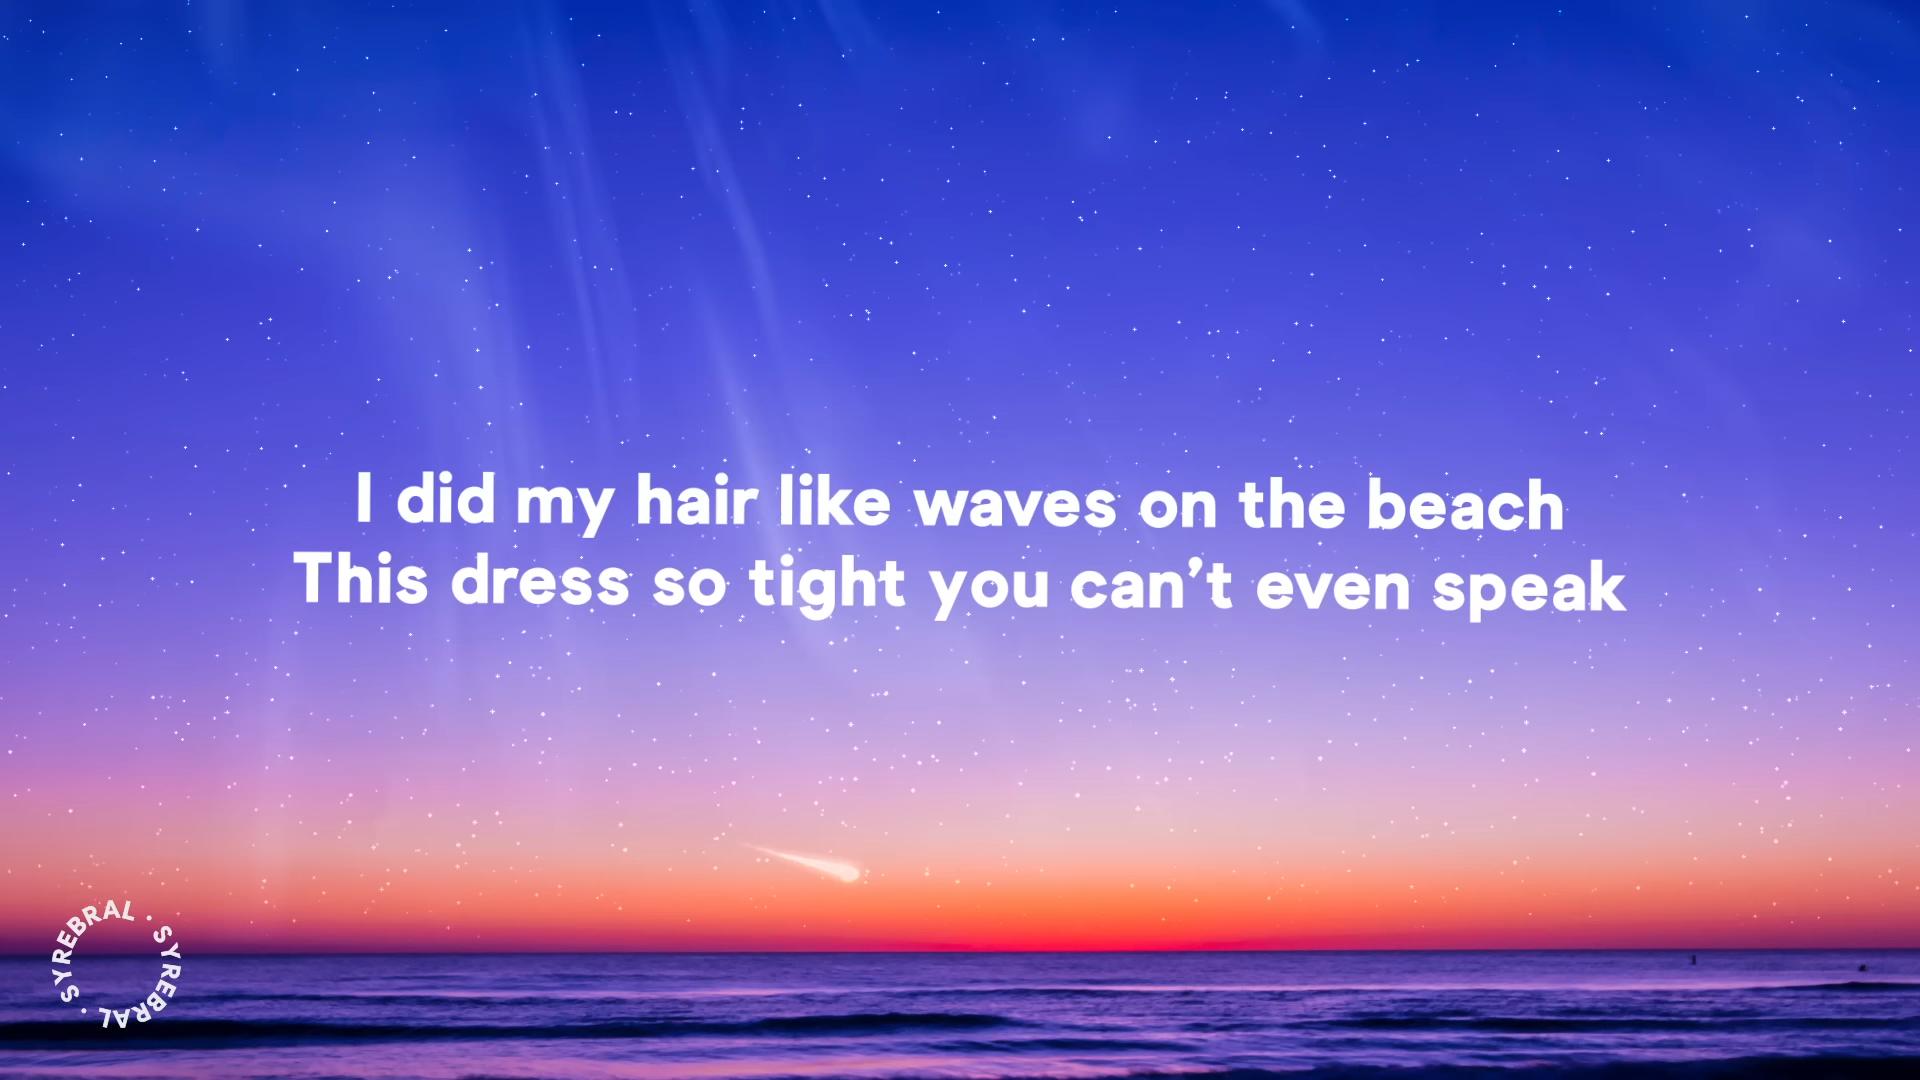 I did my hair like waves on the beach
This dress so tight you can’t even speak
SYREBRAL · SYREBRAL ·